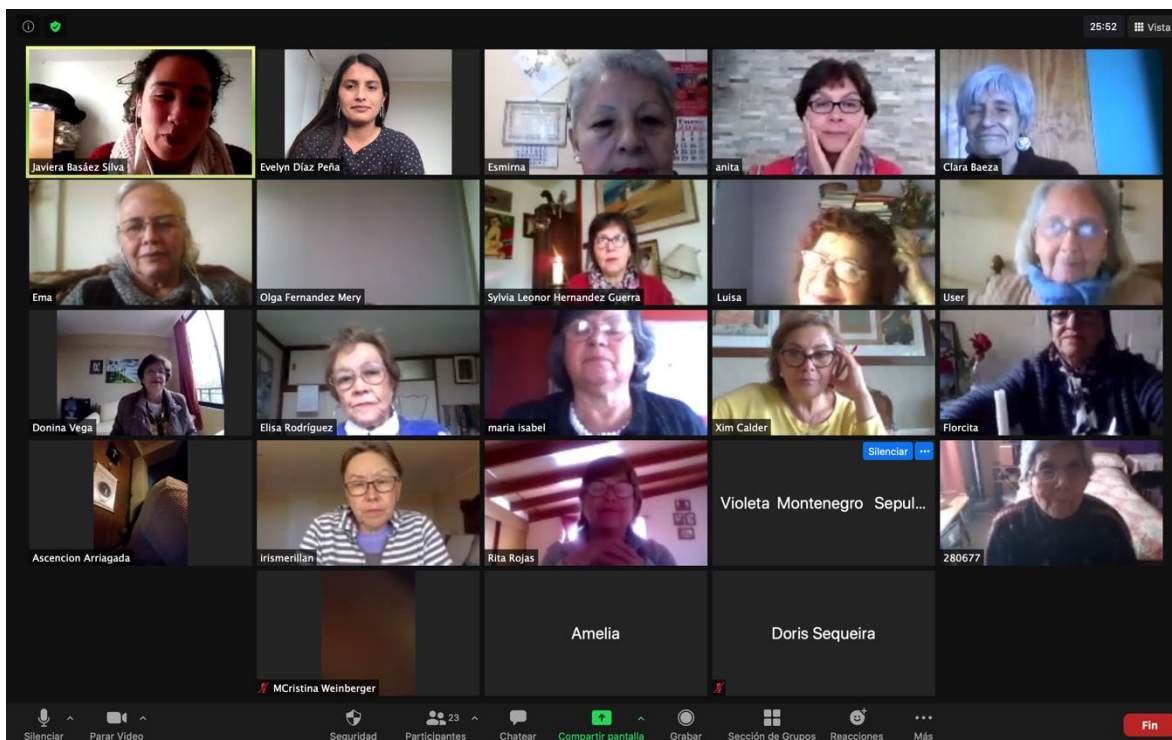 25:52
Vista
Javiera Basáez Silva
Evelyn Díaz Peña
Esmirna
anita
Clara Baeza
Ema
Olga Fernandez Mery
Sylvia Leonor Hernandez Guerra
Luisa
User
Donina Vega
Elisa Rodríguez
maria isabel
Xim Calder
Florcita
Silenciar
Violeta Montenegro Sepul...
Ascencion Arriagada
irismerillan
Rita Rojas
280677
Amelia
Doris Sequeira
MCristina Weinberger
23
Silenciar
Parar Video
Seguridad
Participantes
Chatear
Compartir pantalla
Grabar
Sección de Grupos
Reacciones
Más
Fin